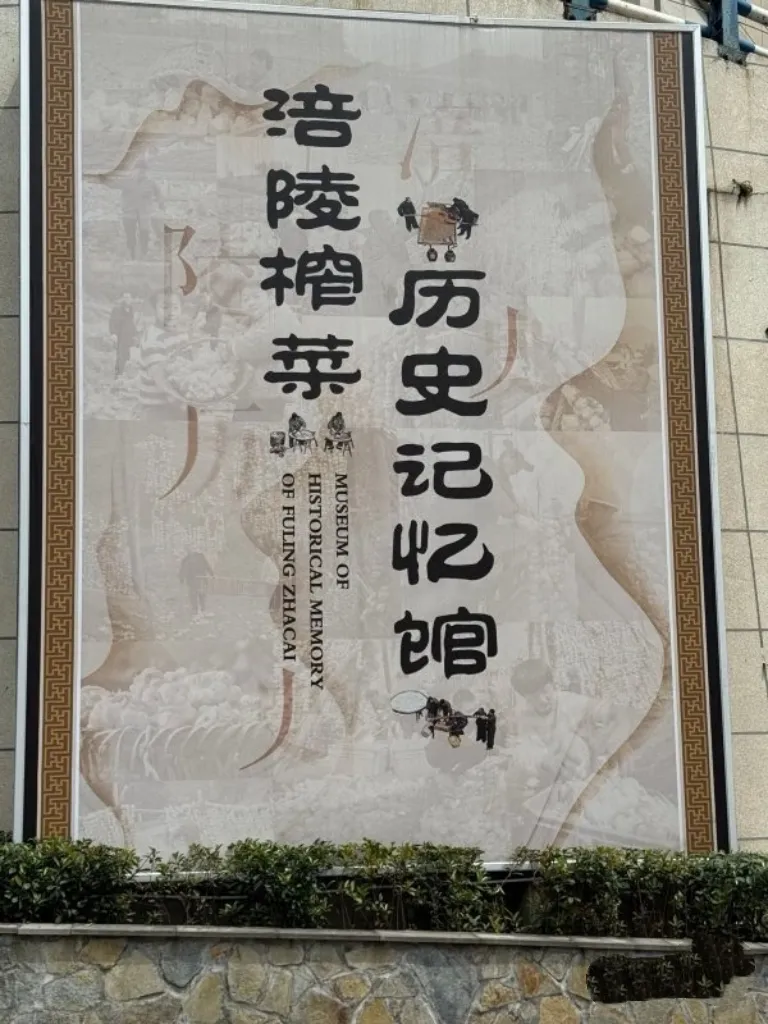 涪陵榨菜
历史记忆馆
MUSEUM OF
HISTORICAL MEMORY
OF FULING ZHACAI